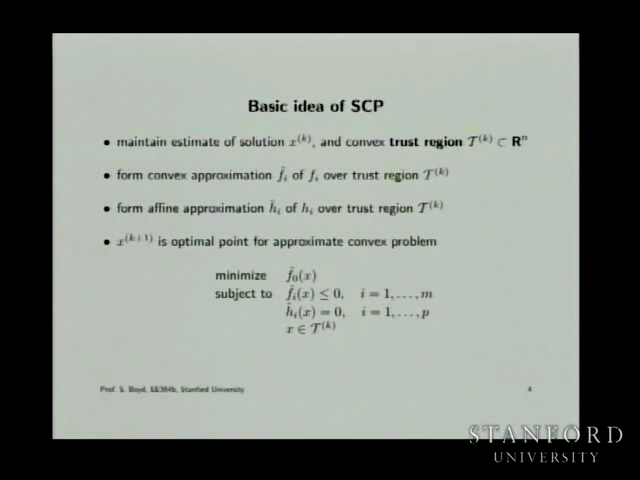 Basic idea of SCP
• maintain estimate of solution x^(k), and convex trust region 𝒯^(k) ⊂ R^n
• form convex approximation f̂_i of f_i over trust region 𝒯^(k)
• form affine approximation ĥ_i of h_i over trust region 𝒯^(k)
• x^(k+1) is optimal point for approximate convex problem
minimize f̂_0(x)
subject to f̂_i(x) ≤ 0, i = 1, . . . , m
ĥ_i(x) = 0, i = 1, . . . , p
x ∈ 𝒯^(k)
Prof. S. Boyd, EE364b, Stanford University 4
STANFORD
UNIVERSITY